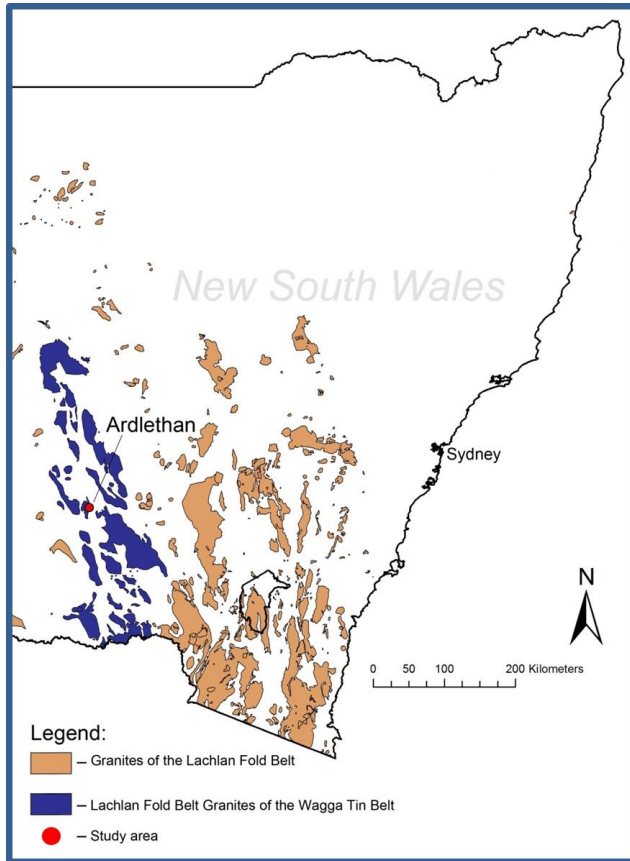 New South Wales
Ardlethan
Sydney
N
0 50 100 200 Kilometers
Legend:
– Granites of the Lachlan Fold Belt
– Lachlan Fold Belt Granites of the Wagga Tin Belt
– Study area